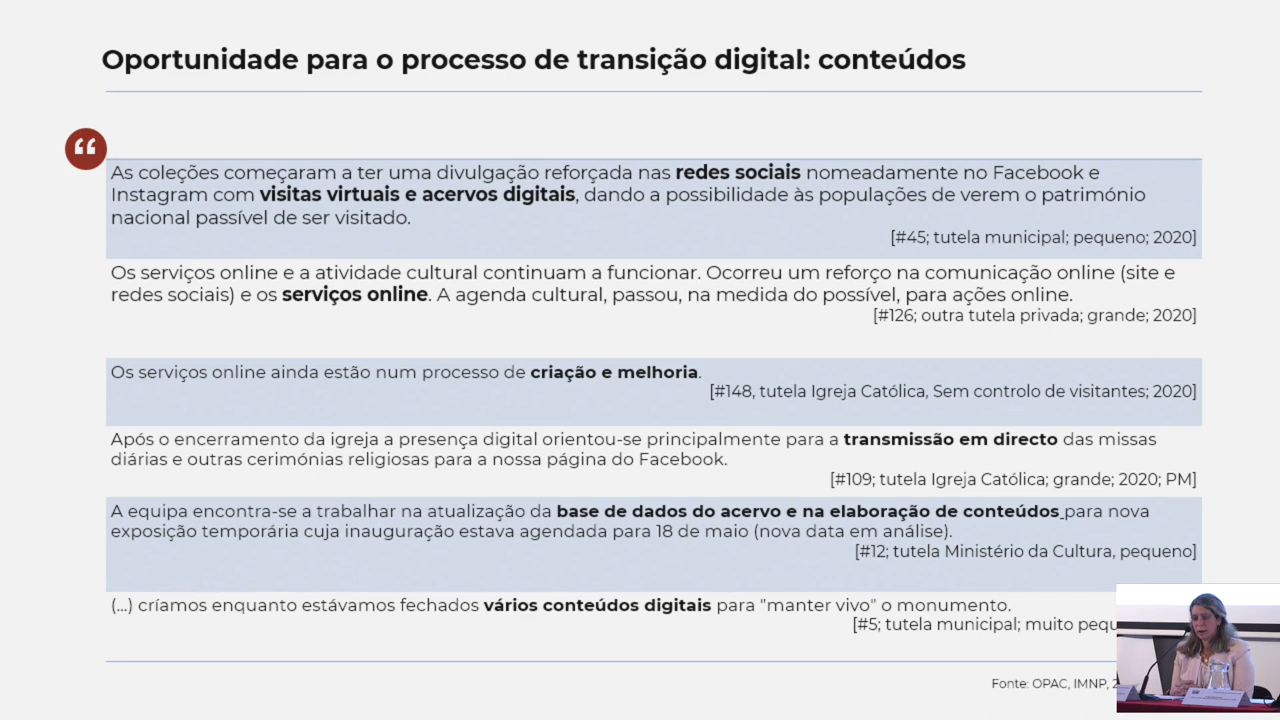 Oportunidade para o processo de transição digital: conteúdos
“
As coleções começaram a ter uma divulgação reforçada nas redes sociais nomeadamente no Facebook e
Instagram com visitas virtuais e acervos digitais, dando a possibilidade às populações de verem o património
nacional passível de ser visitado.
[#45; tutela municipal; pequeno; 2020]
Os serviços online e a atividade cultural continuam a funcionar. Ocorreu um reforço na comunicação online (site e
redes sociais) e os serviços online. A agenda cultural, passou, na medida do possível, para ações online.
[#126; outra tutela privada; grande; 2020]
Os serviços online ainda estão num processo de criação e melhoria.
[#148, tutela Igreja Católica, Sem controlo de visitantes; 2020]
Após o encerramento da igreja a presença digital orientou-se principalmente para a transmissão em directo das missas
diárias e outras cerimónias religiosas para a nossa página do Facebook.
[#109; tutela Igreja Católica; grande; 2020; PM]
A equipa encontra-se a trabalhar na atualização da base de dados do acervo e na elaboração de conteúdos para nova
exposição temporária cuja inauguração estava agendada para 18 de maio (nova data em análise).
[#12; tutela Ministério da Cultura, pequeno]
(...) críamos enquanto estávamos fechados vários conteúdos digitais para "manter vivo" o monumento.
[#5; tutela municipal; muito
Fonte: OPAC, IMNP,